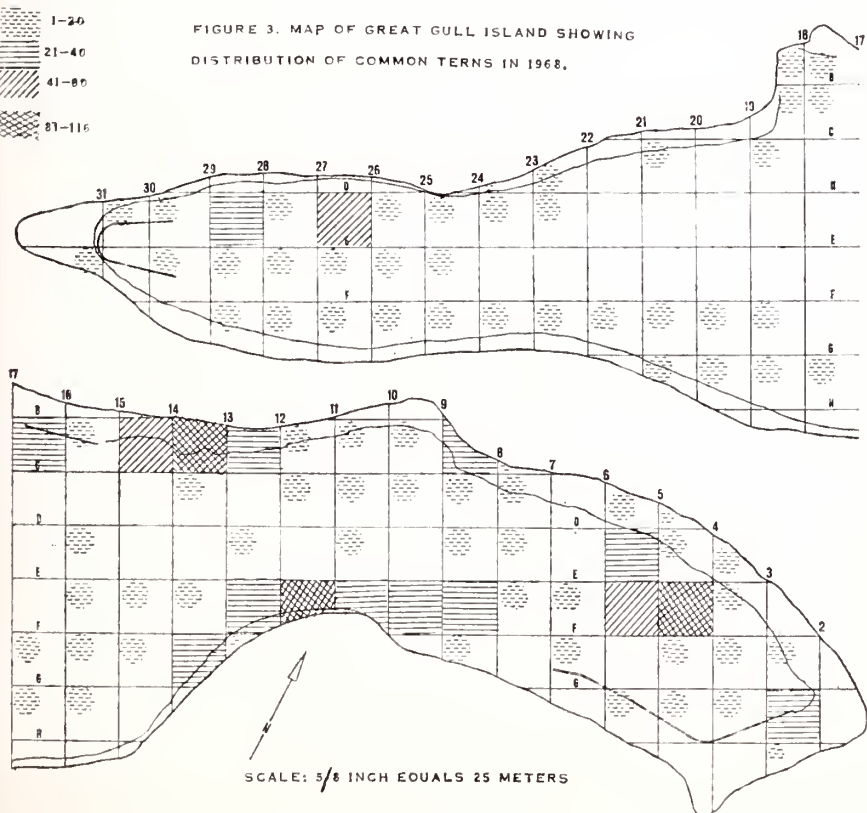 1-20
21-40
41-80
81-116
FIGURE 3. MAP OF GREAT GULL ISLAND SHOWING
DISTRIBUTION OF COMMON TERNS IN 1968.
18 17
B
19 C
22 21 20
23
29 28 27 26 25 24
31 30 D D
E
F F
G
H
17 16 15 14 13 12 11 10 9
B
C
8 7
6
D D 5
4
E E 3
F F 2
G G
H
N
SCALE: 5/8 INCH EQUALS 25 METERS